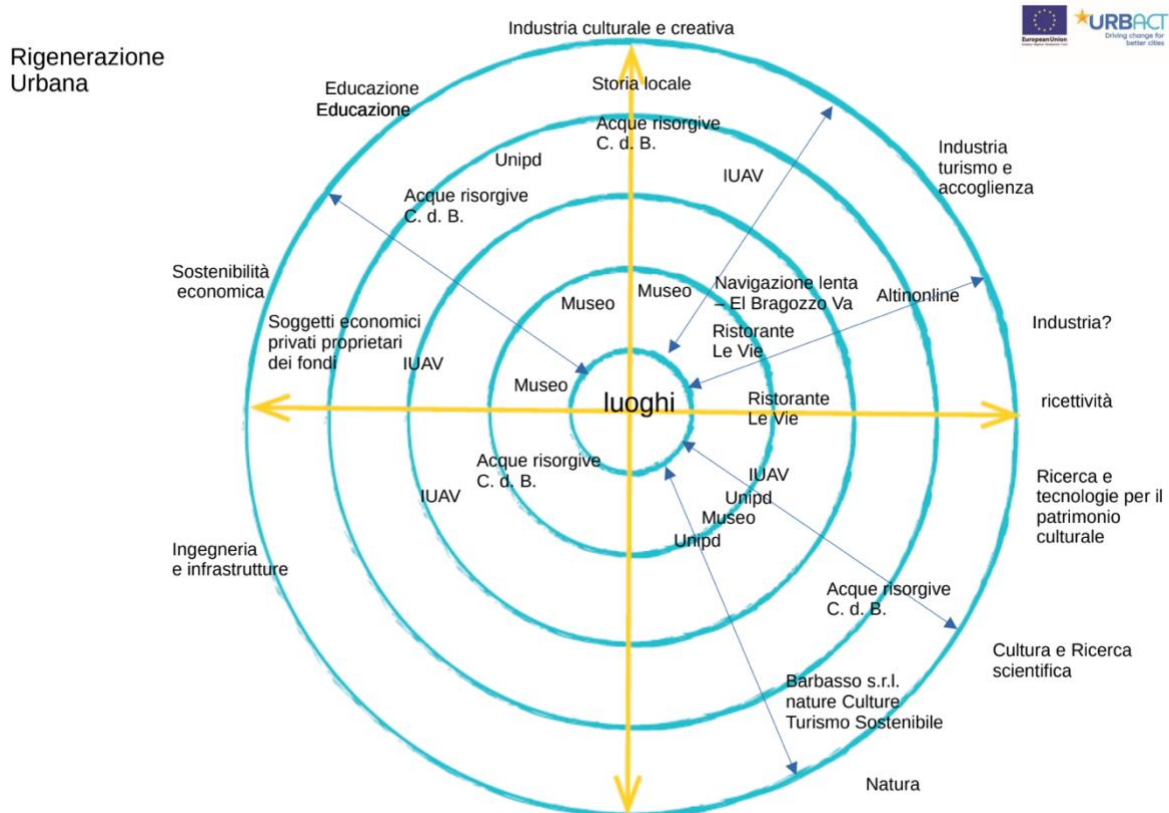 Rigenerazione
Urbana
Industria culturale e creativa
European Union
URBACT
Driving change for
better cities
Educazione
Educazione
Storia locale
Acque risorgive
C. d. B.
Unipd
IUAV
Industria
turismo e
accoglienza
Acque risorgive
C. d. B.
Sostenibilità
economica
Navigazione lenta
– El Bragozzo Va
Altinonline
Museo
Museo
Industria?
Soggetti economici
privati proprietari
dei fondi
Ristorante
Le Vie
IUAV
Museo
luoghi
Ristorante
Le Vie
ricettività
Acque risorgive
C. d. B.
IUAV
IUAV
Unipd
Museo
Unipd
Ricerca e
tecnologie per il
patrimonio
culturale
Ingegneria
e infrastrutture
Acque risorgive
C. d. B.
Cultura e Ricerca
scientifica
Barbasso s.r.l.
nature Culture
Turismo Sostenibile
Natura